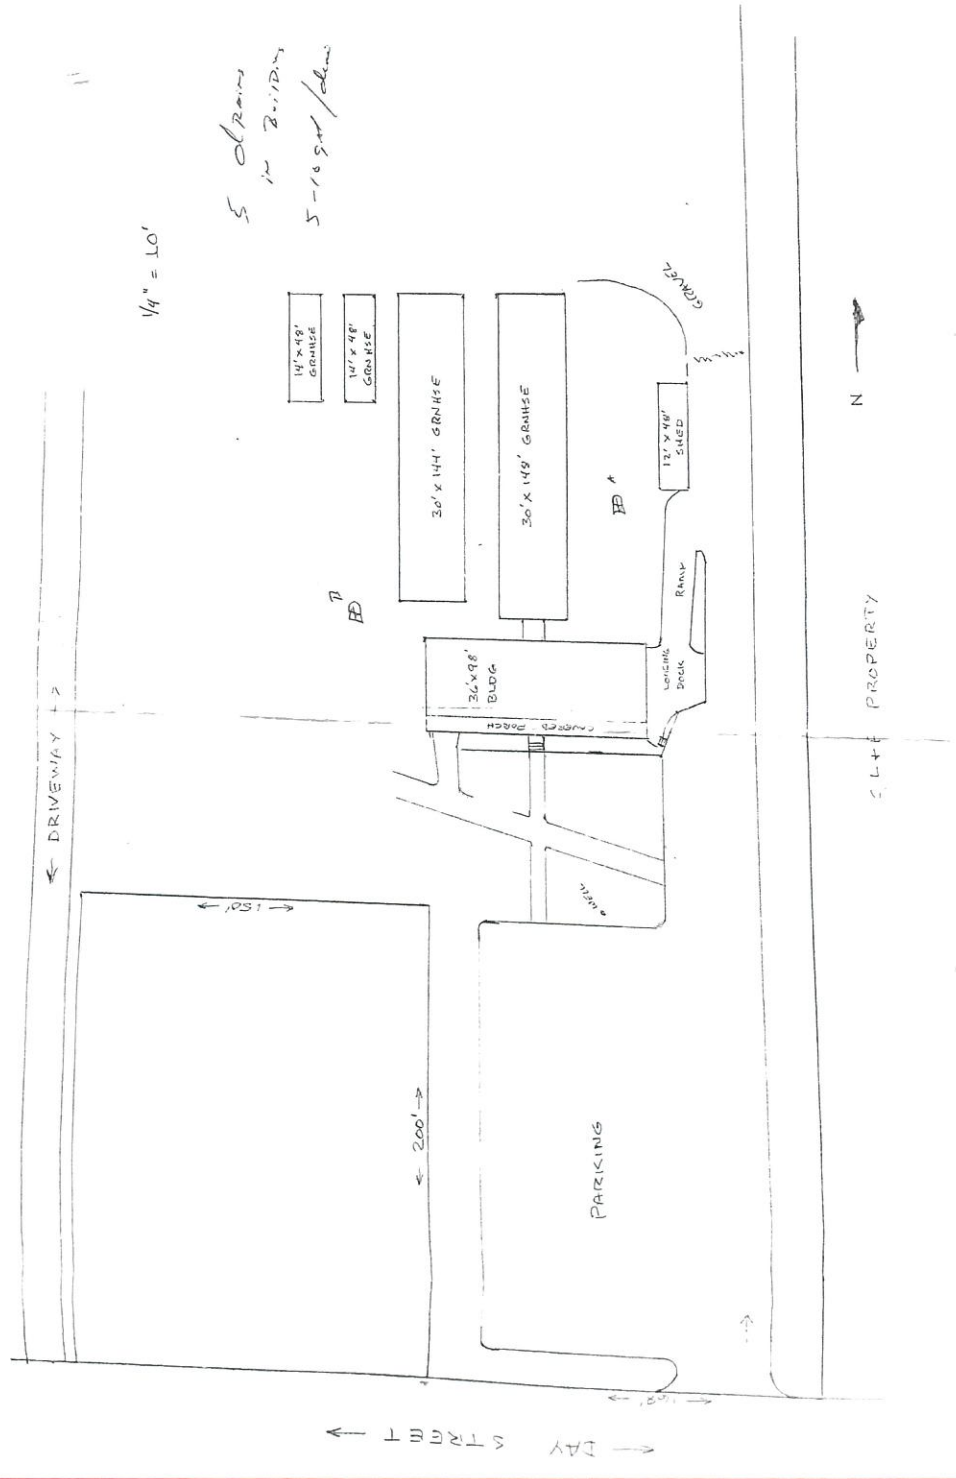 1/4" = 10'
5 drains
in Building
14' x 48'
GRNHSE
14' x 48'
GRNHSE
30' x 144' GRNHSE
30' x 148' GRNHSE
GRAVEL
12' x 48'
SHED
A
B
N
RAMP
LOADING
DOCK
36' x 98'
BLDG
COVERED PORCH
← DRIVEWAY →
PROPERTY
WELL
← 150' →
← 200' →
PARKING
← DAY STREET →